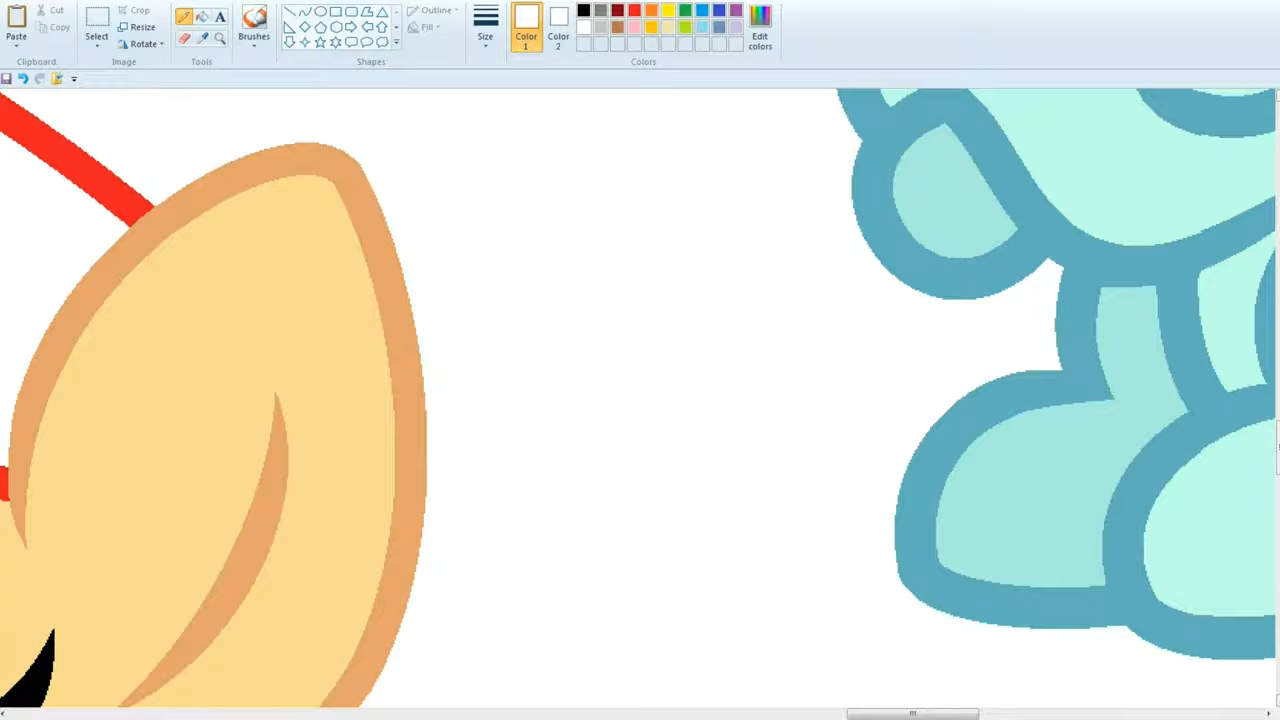 Cut
Crop
Outline
Copy
Resize
Fill
Paste
Select
Rotate
A
Brushes
Size
Color 1
Color 2
Edit colors
Clipboard
Image
Tools
Shapes
Colors